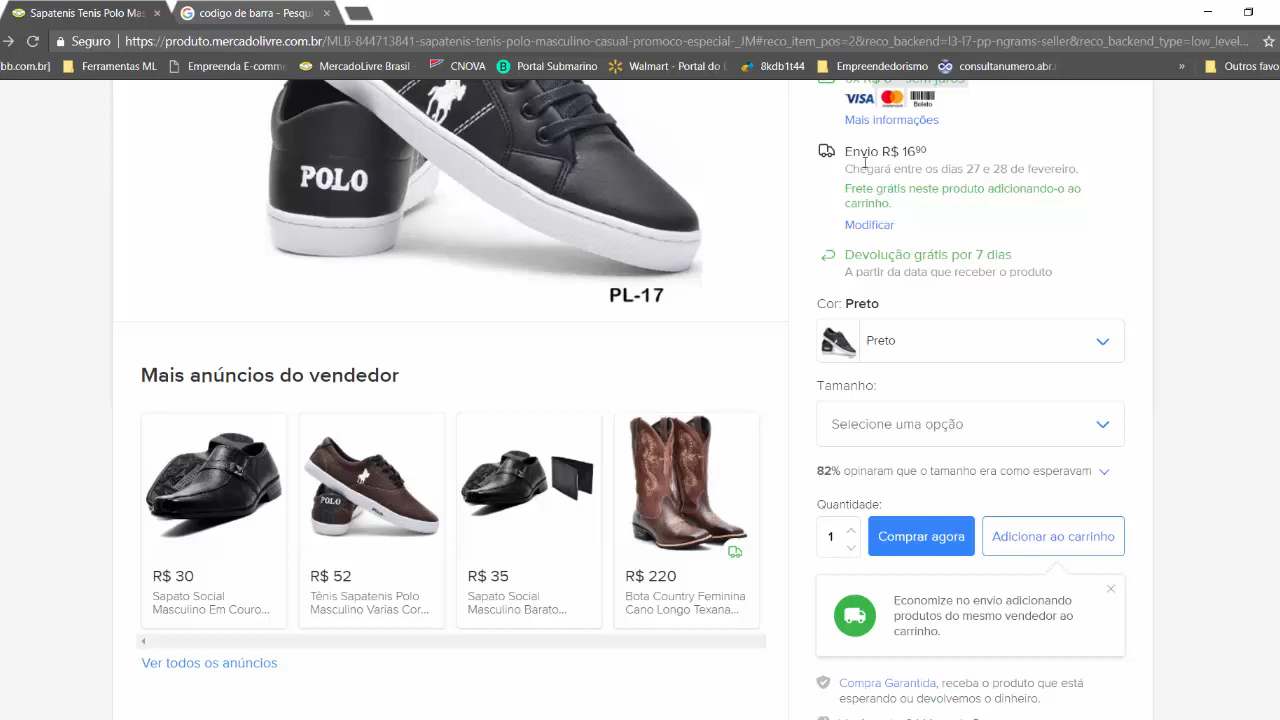 Sapatenis Tenis Polo Mas
codigo de barra - Pesqui
Seguro
https://produto.mercadolivre.com.br/MLB-844713841-sapatenis-tenis-polo-masculino-casual-promoco-especial-_JM#reco_item_pos=2&reco_backend=l3-l7-pp-ngrams-seller&reco_backend_type=low_level...
bb.com.br]
Ferramentas ML
Empreenda E-comme
MercadoLivre Brasil
CNOVA
Portal Submarino
Walmart - Portal do L
8kdb1t44
Empreendedorismo
consultanumero.abr.
»
Outros favo
POLO
PL-17
VISA
mastercard
Boleto
Mais informações
Envio R$ 16⁹⁰
Chegará entre os dias 27 e 28 de fevereiro.
Frete grátis neste produto adicionando-o ao
carrinho.
Modificar
Devolução grátis por 7 dias
A partir da data que receber o produto
Cor: Preto
Preto
Tamanho:
Selecione uma opção
82% opinaram que o tamanho era como esperavam
Quantidade:
1
Comprar agora
Adicionar ao carrinho
Economize no envio adicionando
produtos do mesmo vendedor ao
carrinho.
Compra Garantida, receba o produto que está
esperando ou devolvemos o dinheiro.
Mais anúncios do vendedor
POLO
R$ 30
Sapato Social
Masculino Em Couro...
R$ 52
Tênis Sapatenis Polo
Masculino Varias Cor...
R$ 35
Sapato Social
Masculino Barato...
R$ 220
Bota Country Feminina
Cano Longo Texana...
Ver todos os anúncios